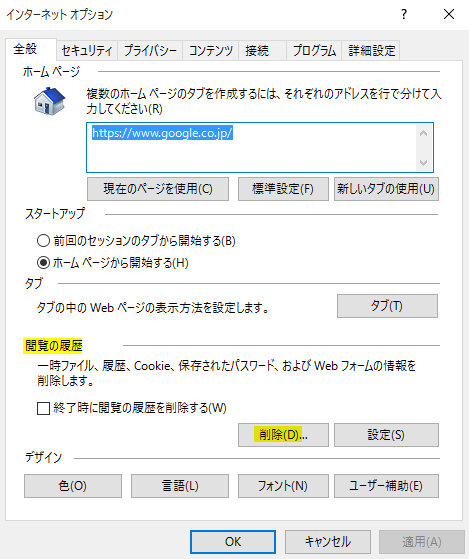 インターネット オプション
全般 セキュリティ プライバシー コンテンツ 接続 プログラム 詳細設定
ホーム ページ
複数のホーム ページのタブを作成するには、それぞれのアドレスを行で分けて入
力してください(R)
https://www.google.co.jp/
現在のページを使用(C) 標準設定(F) 新しいタブの使用(U)
スタートアップ
前回のセッションのタブから開始する(B)
ホーム ページから開始する(H)
タブ
タブの中の Web ページの表示方法を設定します。 タブ(T)
閲覧の履歴
一時ファイル、履歴、Cookie、保存されたパスワード、および Web フォームの情報を
削除します。
終了時に閲覧の履歴を削除する(W)
削除(D)... 設定(S)
デザイン
色(O) 言語(L) フォント(N) ユーザー補助(E)
OK キャンセル 適用(A)